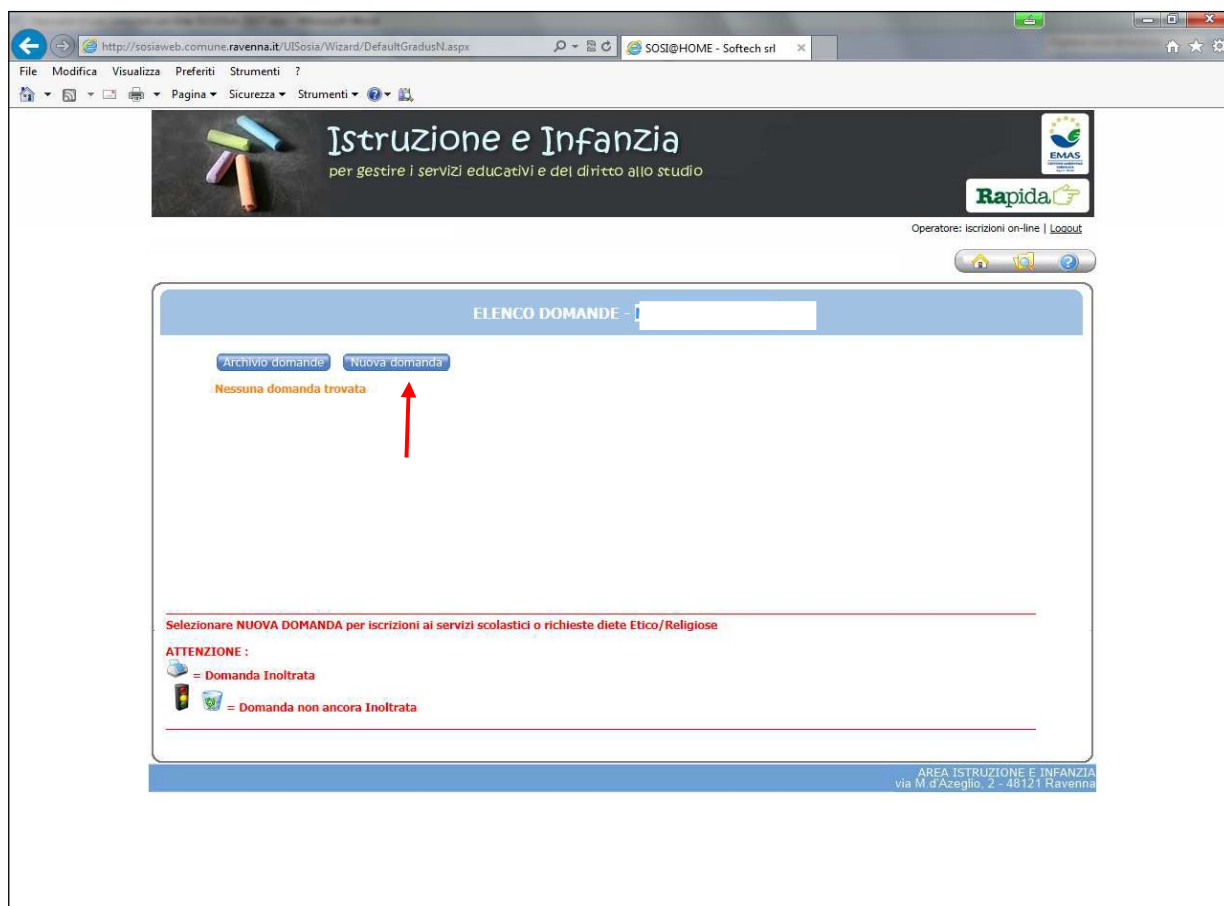 http://sosiaweb.comune.ravenna.it/UISosia/Wizard/DefaultGradusN.aspx
SOSI@HOME - Softech srl
File Modifica Visualizza Preferiti Strumenti ?
Pagina Sicurezza Strumenti
Istruzione e Infanzia
per gestire i servizi educativi e del diritto allo studio
EMAS
Rapida
Operatore: iscrizioni on-line | Logout
ELENCO DOMANDE -
Archivio domande Nuova domanda
Nessuna domanda trovata
Selezionare NUOVA DOMANDA per iscrizioni ai servizi scolastici o richieste diete Etico/Religiose
ATTENZIONE :
= Domanda Inoltrata
= Domanda non ancora Inoltrata
AREA ISTRUZIONE E INFANZIA
via M.d'Azeglio, 2 - 48121 Ravenna